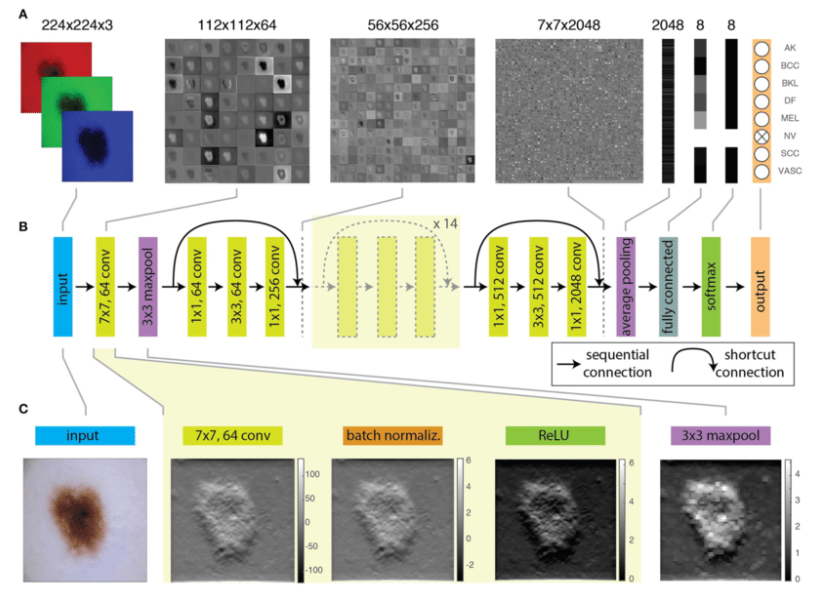 A
224x224x3
112x112x64
56x56x256
7x7x2048
2048
8
8
AK
BCC
BKL
DF
MEL
NV
SCC
VASC
B
input
7x7, 64 conv
3x3 maxpool
1x1, 64 conv
3x3, 64 conv
1x1, 256 conv
x 14
1x1, 512 conv
3x3, 512 conv
1x1, 2048 conv
average pooling
fully connected
softmax
output
sequential
connection
shortcut
connection
C
input
7x7, 64 conv
100
50
0
-50
-100
batch normaliz.
6
4
2
0
-2
ReLU
6
4
2
0
3x3 maxpool
4
3
2
1
0